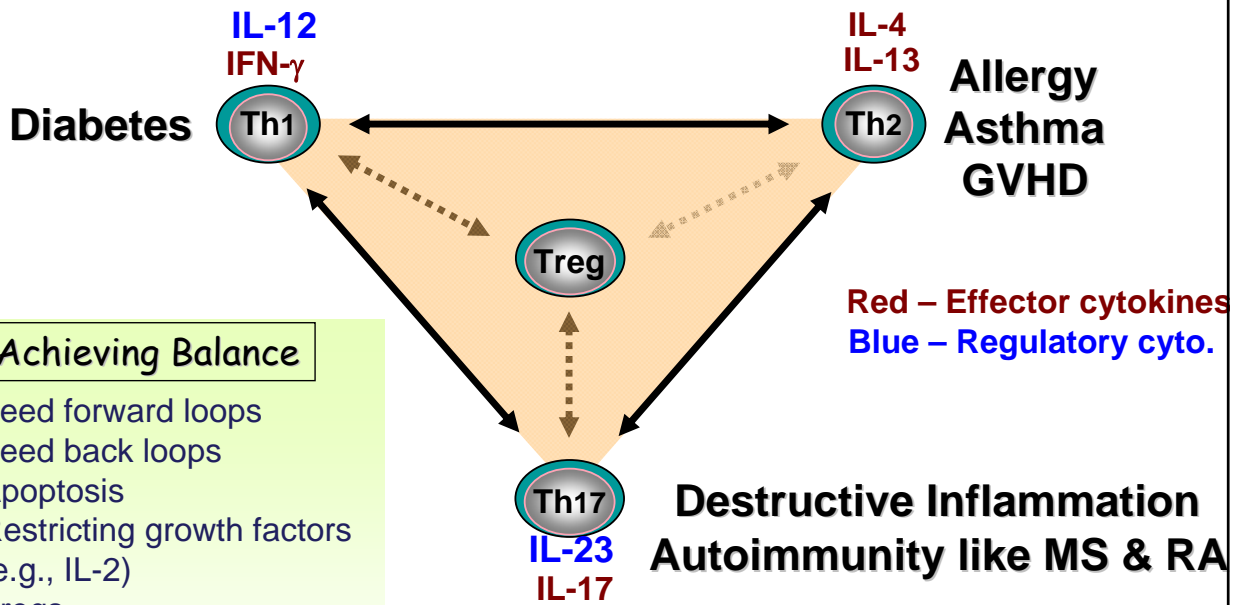 IL-12
IFN-γ
IL-4
IL-13
Diabetes
Th1
Th2
Allergy
Asthma
GVHD
Treg
Red – Effector cytokines
Blue – Regulatory cyto.
Achieving Balance
eed forward loops
eed back loops
poptosis
estricting growth factors
e.g., IL-2)
Th17
IL-23
IL-17
Destructive Inflammation
Autoimmunity like MS & RA